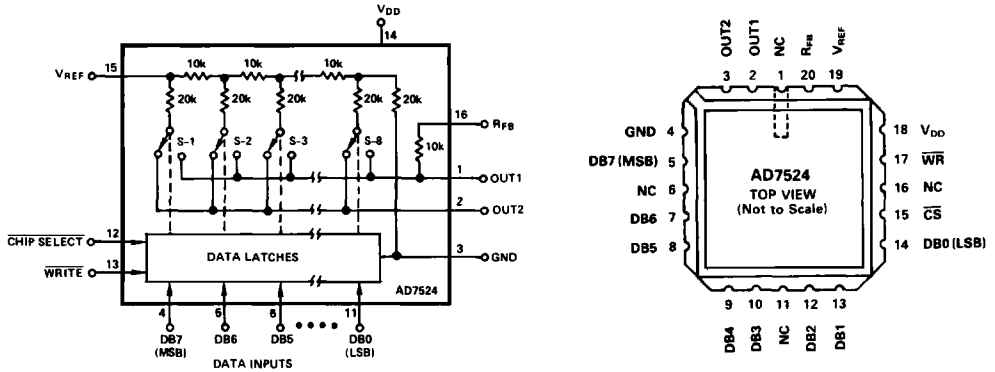 VDD
14
VREF 15
10k 10k 10k
20k 20k 20k 20k 20k
16 RFB
S-1 S-2 S-3 S-8
10k
1 OUT1
2 OUT2
CHIP SELECT 12
DATA LATCHES
3 GND
WRITE 13
AD7524
4 5 6 11
DB7 DB6 DB5 DB0
(MSB) (LSB)
DATA INPUTS
OUT2 OUT1 NC RFB VREF
3 2 1 20 19
GND 4
DB7 (MSB) 5
NC 6
DB6 7
DB5 8
AD7524
TOP VIEW
(Not to Scale)
18 VDD
17 WR
16 NC
15 CS
14 DB0 (LSB)
9 10 11 12 13
DB4 DB3 NC DB2 DB1